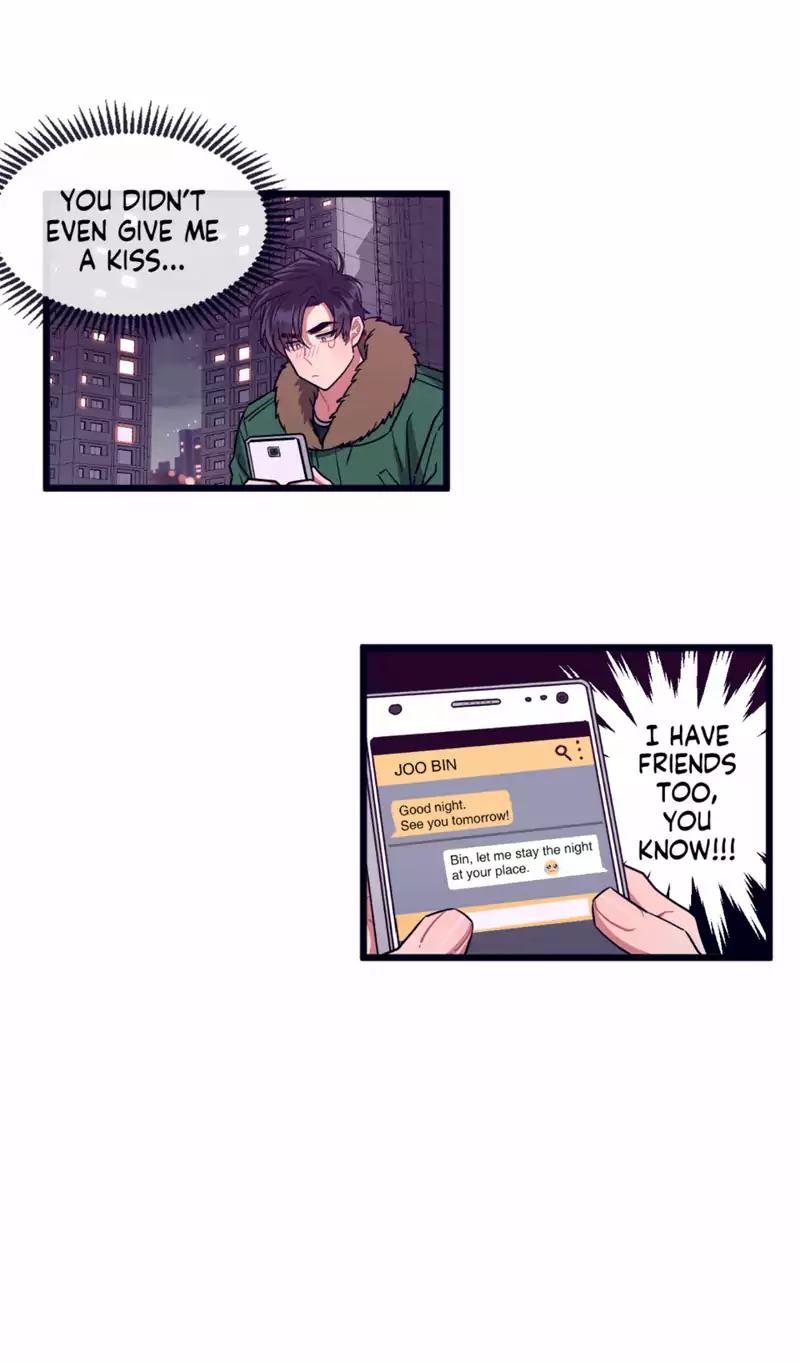 YOU DIDN'T
EVEN GIVE ME
A KISS...
JOO BIN
Good night.
See you tomorrow!
Bin, let me stay the night
at your place. 😢
I HAVE
FRIENDS
TOO,
YOU
KNOW!!!